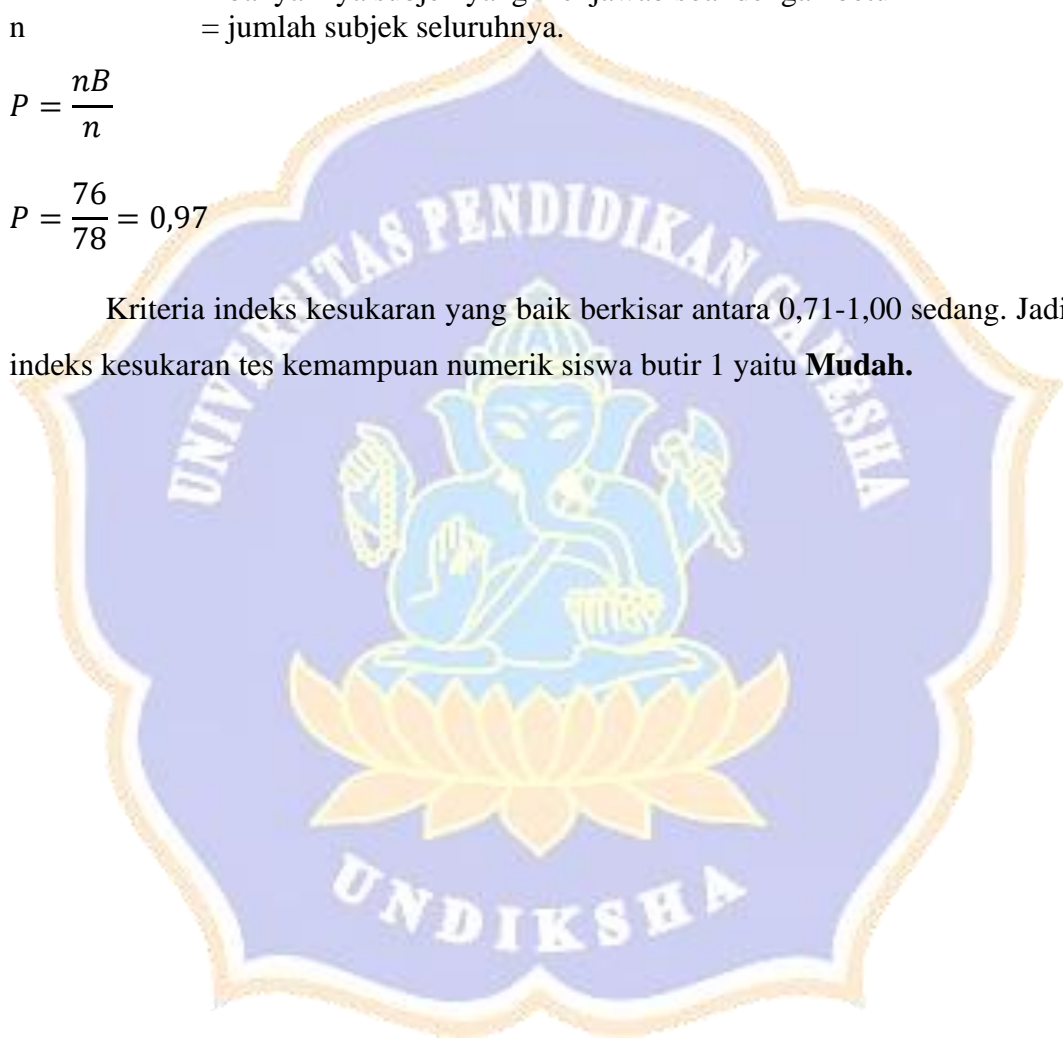 n = jumlah subjek seluruhnya.
P = nB/n
P = 76/78 = 0,97
UNIVERSITAS PENDIDIKAN GANESHA
Kriteria indeks kesukaran yang baik berkisar antara 0,71-1,00 sedang. Jadi
indeks kesukaran tes kemampuan numerik siswa butir 1 yaitu Mudah.
UNDIKSHA